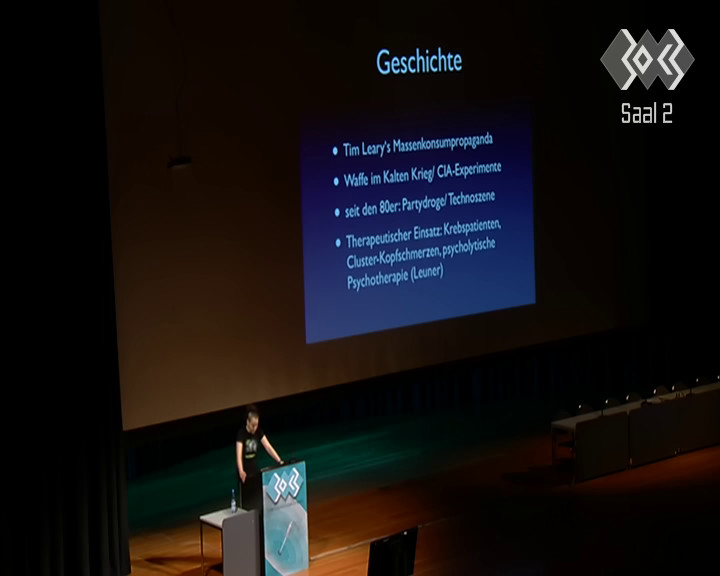 Geschichte
• Tim Leary's Massenkonsumpropaganda
• Waffe im Kalten Krieg/ CIA-Experimente
• seit den 80er: Partydroge/Technoszene
• Therapeutischer Einsatz: Krebspatienten,
Cluster-Kopfschmerzen, psycholytische
Psychotherapie (Leuner)
Saal 2